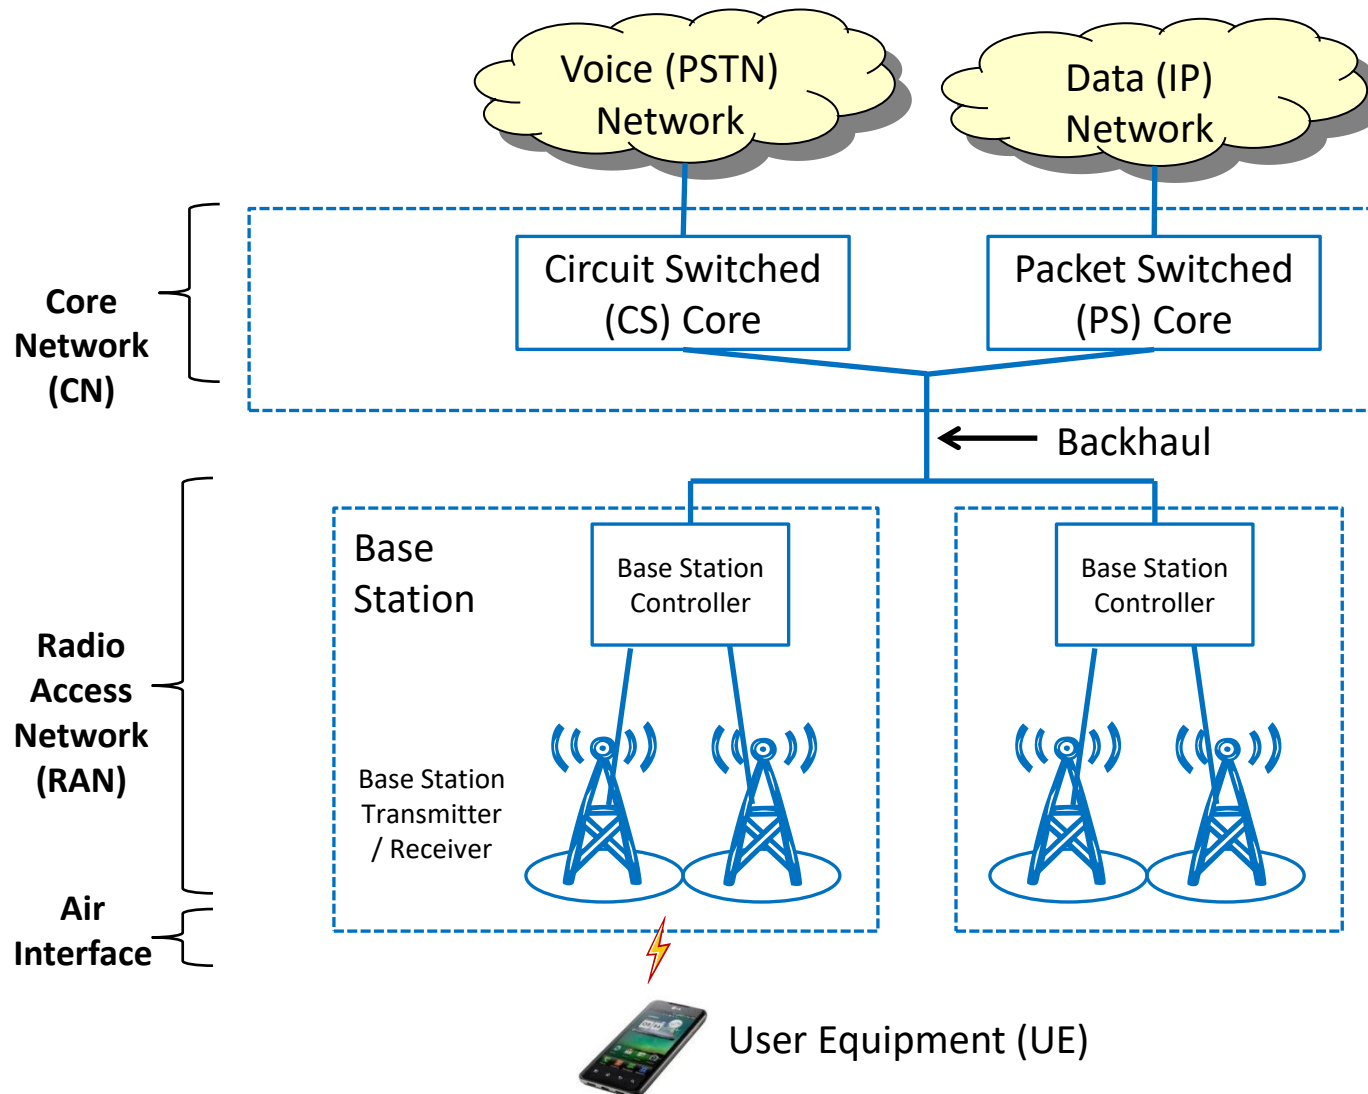 Voice (PSTN)
Network
Data (IP)
Network
Core
Network
(CN)
Circuit Switched
(CS) Core
Packet Switched
(PS) Core
Backhaul
Radio
Access
Network
(RAN)
Base
Station
Base Station
Controller
Base Station
Controller
Base Station
Transmitter
/ Receiver
Air
Interface
User Equipment (UE)